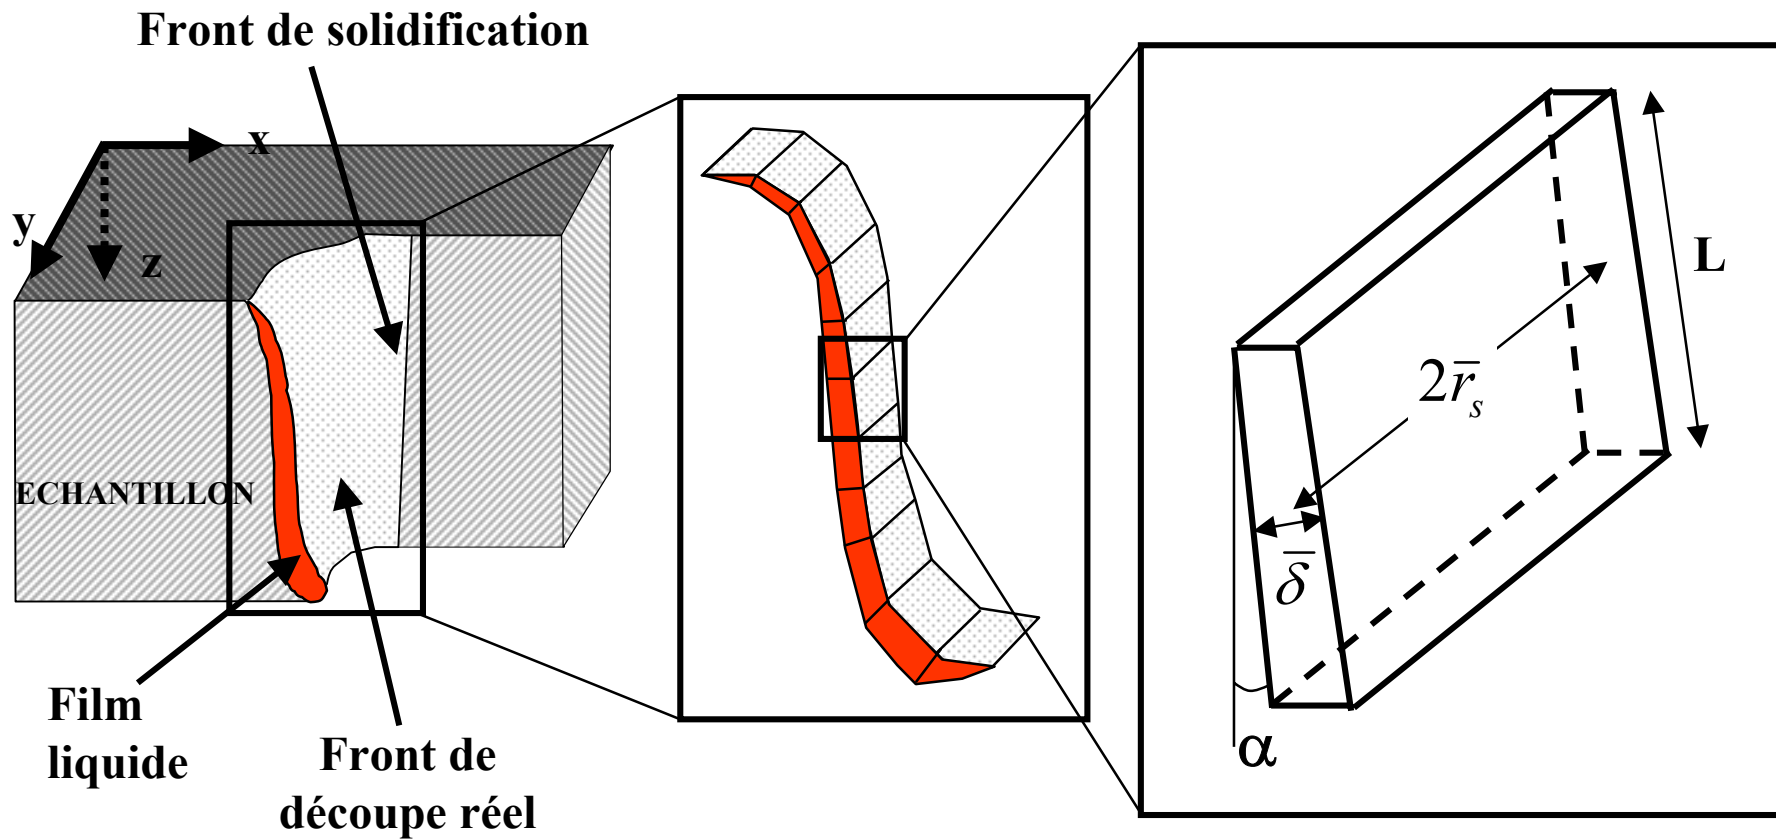 Front de solidification
x
y
z
ECHANTILLON
Film
liquide
Front de
découpe réel
L
2r̄ₛ
δ̄
α